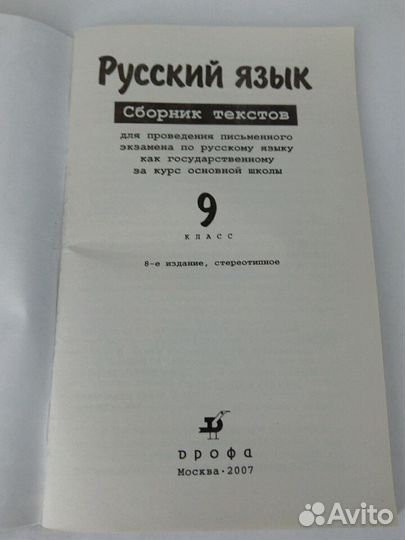 Русский язык
Сборник текстов
для проведения письменного
экзамена по русскому языку
как государственному
за курс основной школы
9
КЛАСС
8-е издание, стереотипное
Дрофа
Москва·2007
Avito